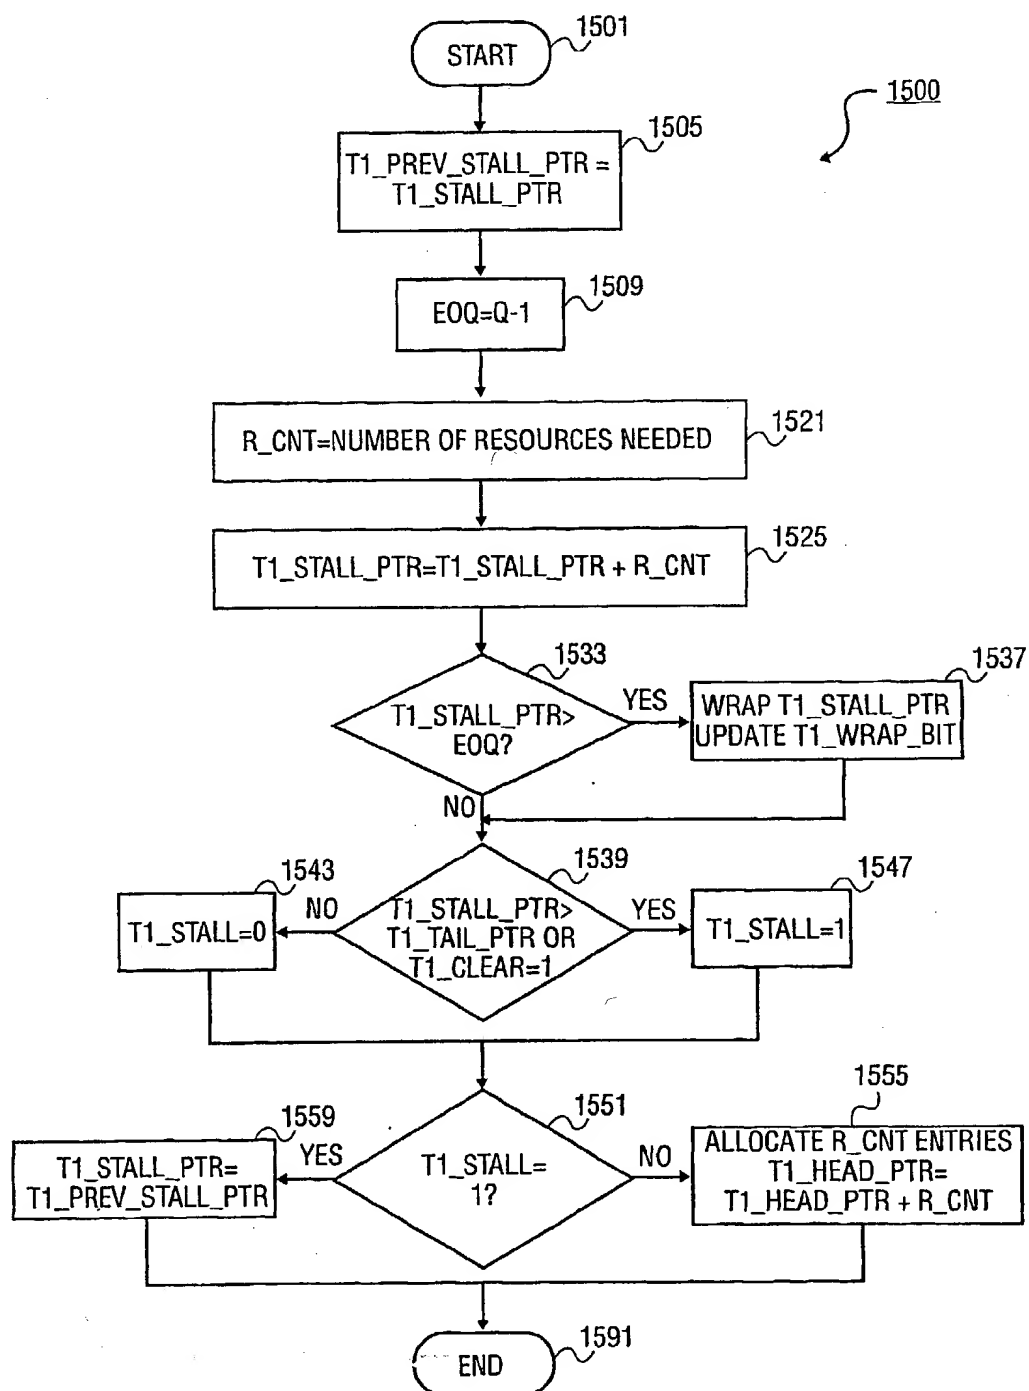 1501
START
1500
1505
T1_PREV_STALL_PTR =
T1_STALL_PTR
1509
EOQ=Q-1
1521
R_CNT=NUMBER OF RESOURCES NEEDED
1525
T1_STALL_PTR=T1_STALL_PTR + R_CNT
1533
T1_STALL_PTR>
EOQ?
YES
1537
WRAP T1_STALL_PTR
UPDATE T1_WRAP_BIT
NO
1539
T1_STALL_PTR>
T1_TAIL_PTR OR
T1_CLEAR=1
1543
NO
T1_STALL=0
YES
1547
T1_STALL=1
1551
T1_STALL=
1?
1559
YES
T1_STALL_PTR=
T1_PREV_STALL_PTR
NO
1555
ALLOCATE R_CNT ENTRIES
T1_HEAD_PTR=
T1_HEAD_PTR + R_CNT
1591
END